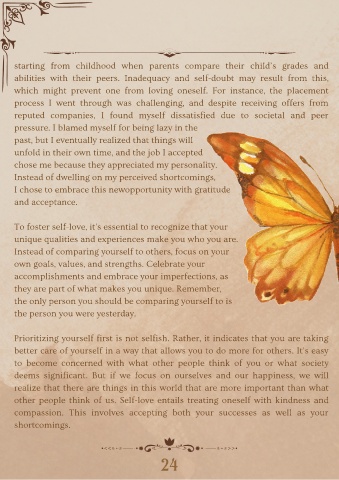 starting from childhood when parents compare their child's grades and
abilities with their peers. Inadequacy and self-doubt may result from this,
which might prevent one from loving oneself. For instance, the placement
process I went through was challenging, and despite receiving offers from
reputed companies, I found myself dissatisfied due to societal and peer
pressure. I blamed myself for being lazy in the
past, but I eventually realized that things will
unfold in their own time, and the job I accepted
chose me because they appreciated my personality.
Instead of dwelling on my perceived shortcomings,
I chose to embrace this newopportunity with gratitude
and acceptance.
To foster self-love, it's essential to recognize that your
unique qualities and experiences make you who you are.
Instead of comparing yourself to others, focus on your
own goals, values, and strengths. Celebrate your
accomplishments and embrace your imperfections, as
they are part of what makes you unique. Remember,
the only person you should be comparing yourself to is
the person you were yesterday.
Prioritizing yourself first is not selfish. Rather, it indicates that you are taking
better care of yourself in a way that allows you to do more for others. It's easy
to become concerned with what other people think of you or what society
deems significant. But if we focus on ourselves and our happiness, we will
realize that there are things in this world that are more important than what
other people think of us. Self-love entails treating oneself with kindness and
compassion. This involves accepting both your successes as well as your
shortcomings.
24